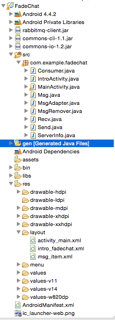 FadeChat
Android 4.4.2
Android Private Libraries
rabbitmq-client.jar
commons-cli-1.1.jar
commons-io-1.2.jar
src
com.example.fadechat
Consumer.java
IntroActivity.java
MainActivity.java
Msg.java
MsgAdapter.java
MsgRemover.java
Recv.java
Send.java
ServerInfo.java
gen [Generated Java Files]
Android Dependencies
assets
bin
libs
res
drawable-hdpi
drawable-ldpi
drawable-mdpi
drawable-xhdpi
drawable-xxhdpi
layout
activity_main.xml
intro_fadechat.xml
msg_item.xml
menu
values
values-v11
values-v14
values-w820dp
AndroidManifest.xml
ic_launcher-web.png